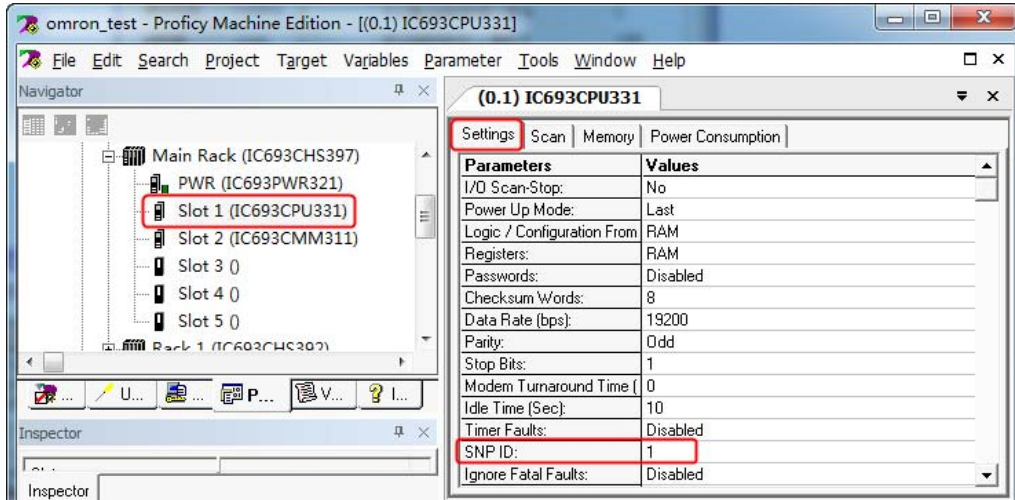 omron_test - Proficy Machine Edition - [(0.1) IC693CPU331]
File Edit Search Project Target Variables Parameter Tools Window Help
Navigator
Main Rack (IC693CHS397)
PWR (IC693PWR321)
Slot 1 (IC693CPU331)
Slot 2 (IC693CMM311)
Slot 3 ()
Slot 4 ()
Slot 5 ()
Rack 1 (IC693CHS392)
... U... ... P... V... I...
Inspector
Inspector
(0.1) IC693CPU331
Settings Scan Memory Power Consumption
Parameters Values
I/O Scan-Stop: No
Power Up Mode: Last
Logic / Configuration From RAM
Registers: RAM
Passwords: Disabled
Checksum Words: 8
Data Rate (bps): 19200
Parity: Odd
Stop Bits: 1
Modem Turnaround Time ( 0
Idle Time (Sec): 10
Timer Faults: Disabled
SNP ID: 1
Ignore Fatal Faults: Disabled